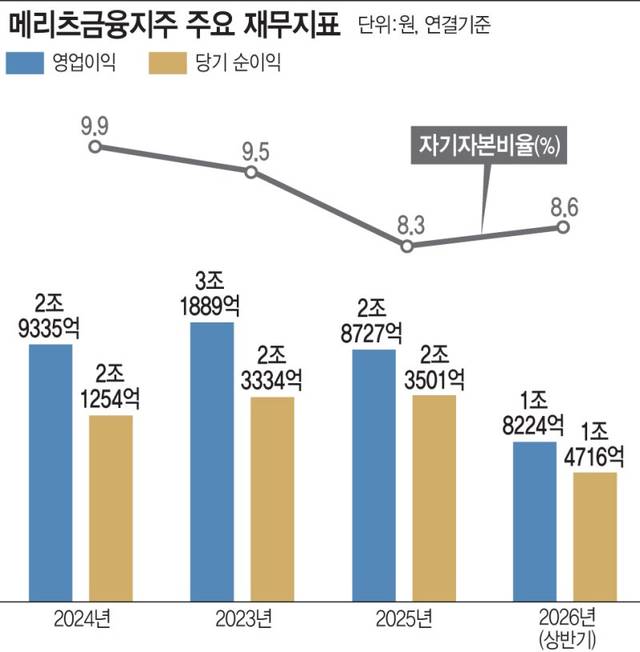 메리츠금융지주 주요 재무지표 단위:원, 연결기준
영업이익 당기 순이익
9.9
9.5
8.3
8.6
자기자본비율(%)
2조
9335억
2조
1254억
3조
1889억
2조
3334억
2조
8727억
2조
3501억
1조
8224억
1조
4716억
2024년
2023년
2025년
2026년
(상반기)